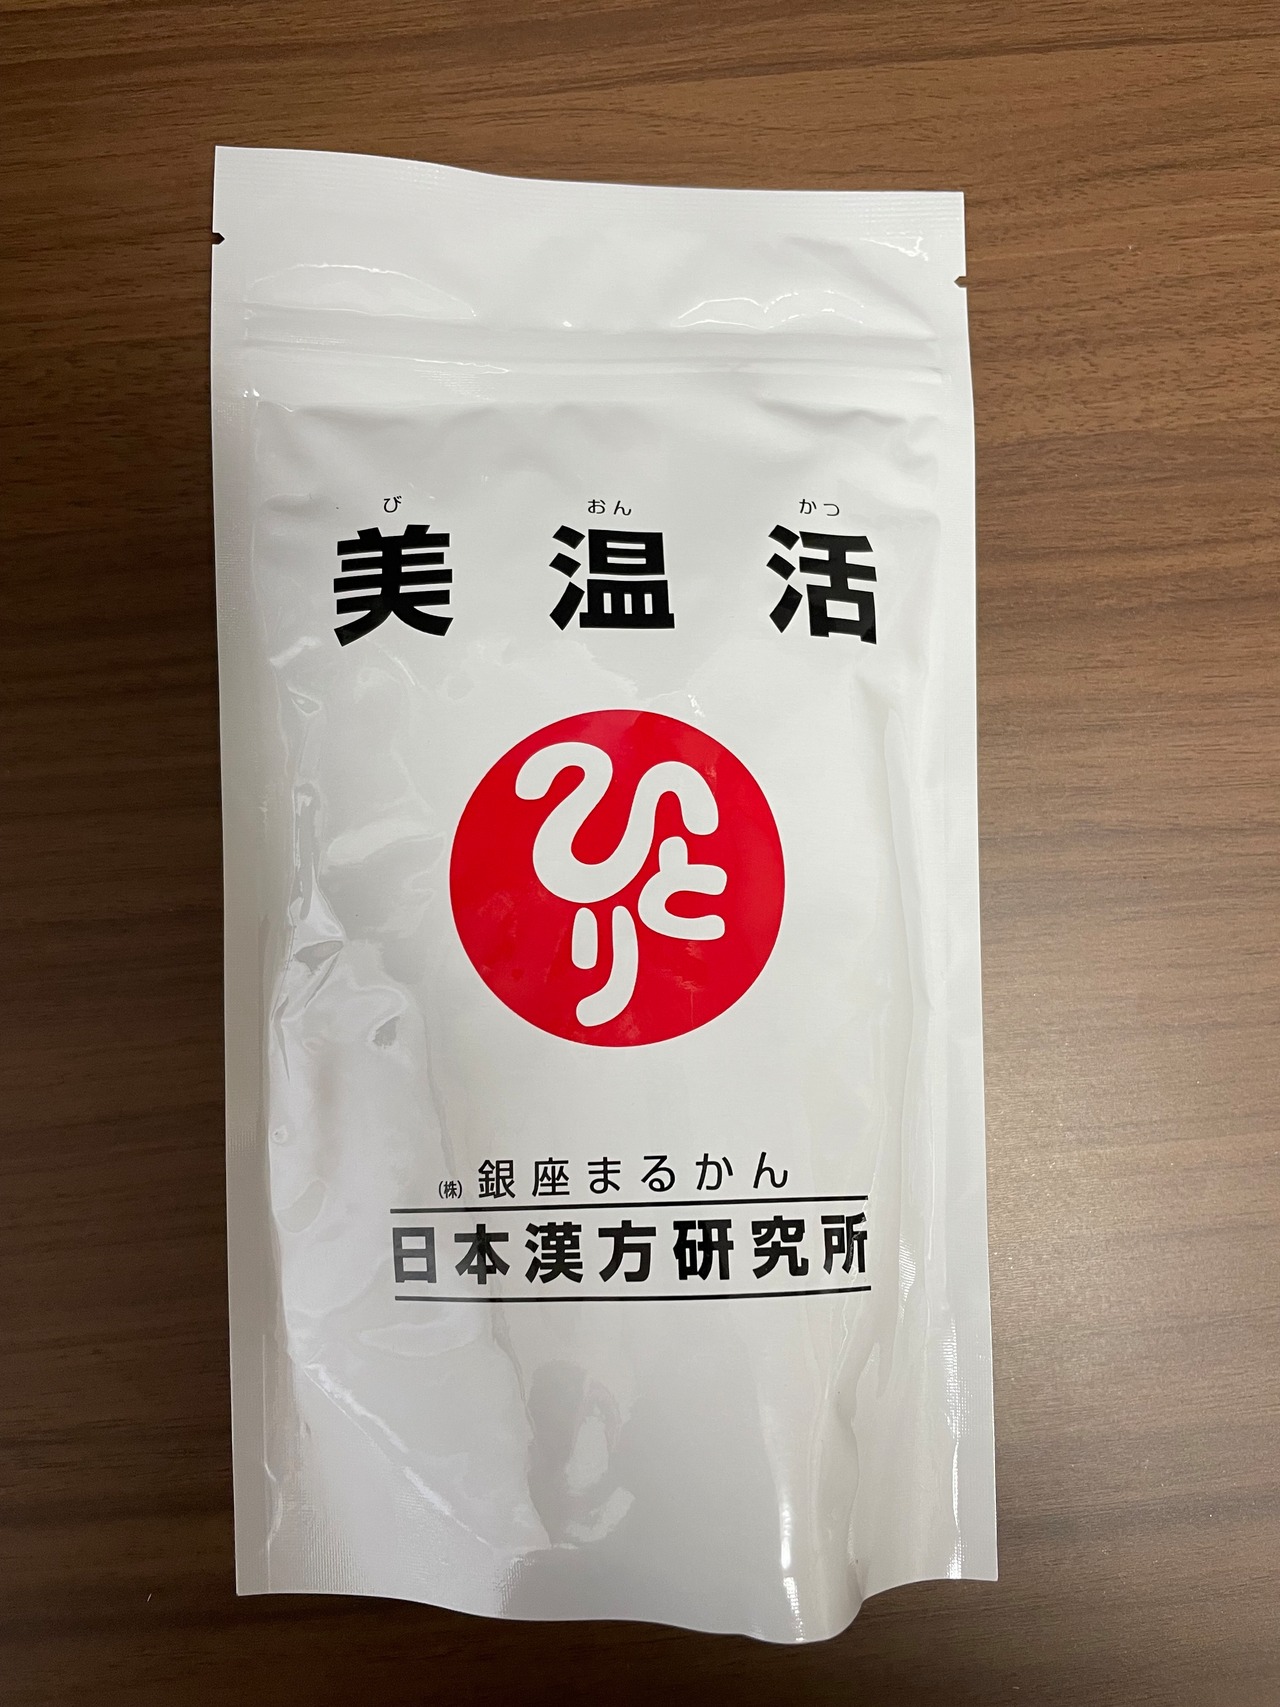 び おん かつ
美温活
ひとり
(株) 銀座まるかん
日本漢方研究所